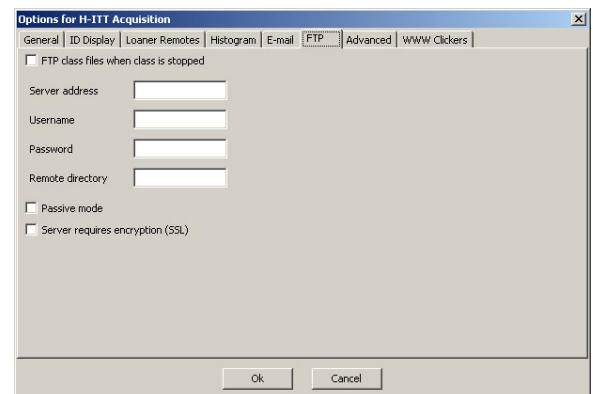 Options for H-ITT Acquisition
General ID Display Loaner Remotes Histogram E-mail FTP Advanced WWW Clickers
FTP class files when class is stopped
Server address
Username
Password
Remote directory
Passive mode
Server requires encryption (SSL)
Ok Cancel